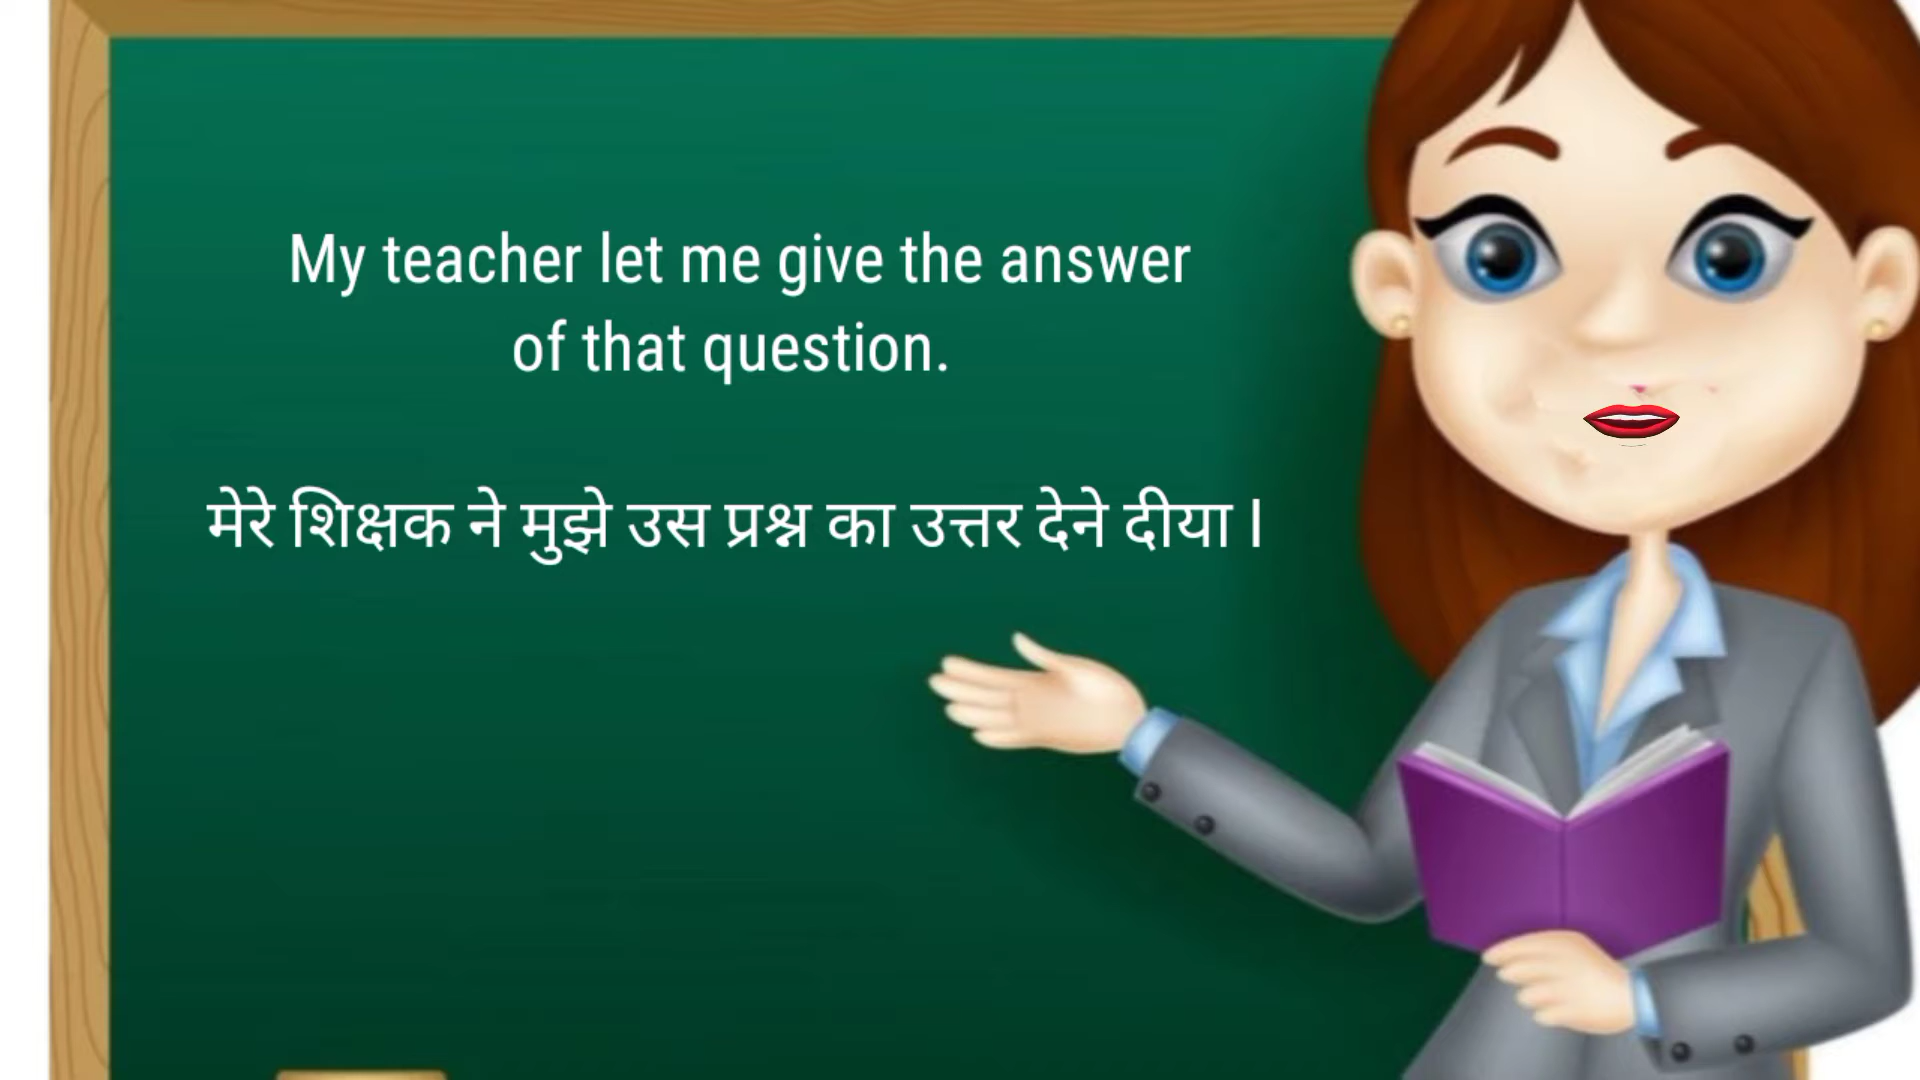 My teacher let me give the answer
of that question.
मेरे शिक्षक ने मुझे उस प्रश्न का उत्तर देने दीया l